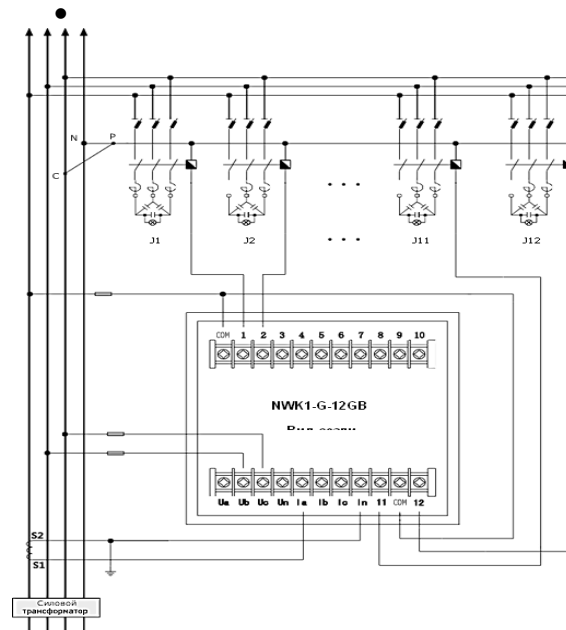 N P
C
J1 J2 J11 J12
COM 1 2 3 4 5 6 7 8 9 10
NWK1-G-12GB
Ua Ub Uc Un Ia Ib Ic In 11 COM 12
S2
S1
Силовой
трансформатор